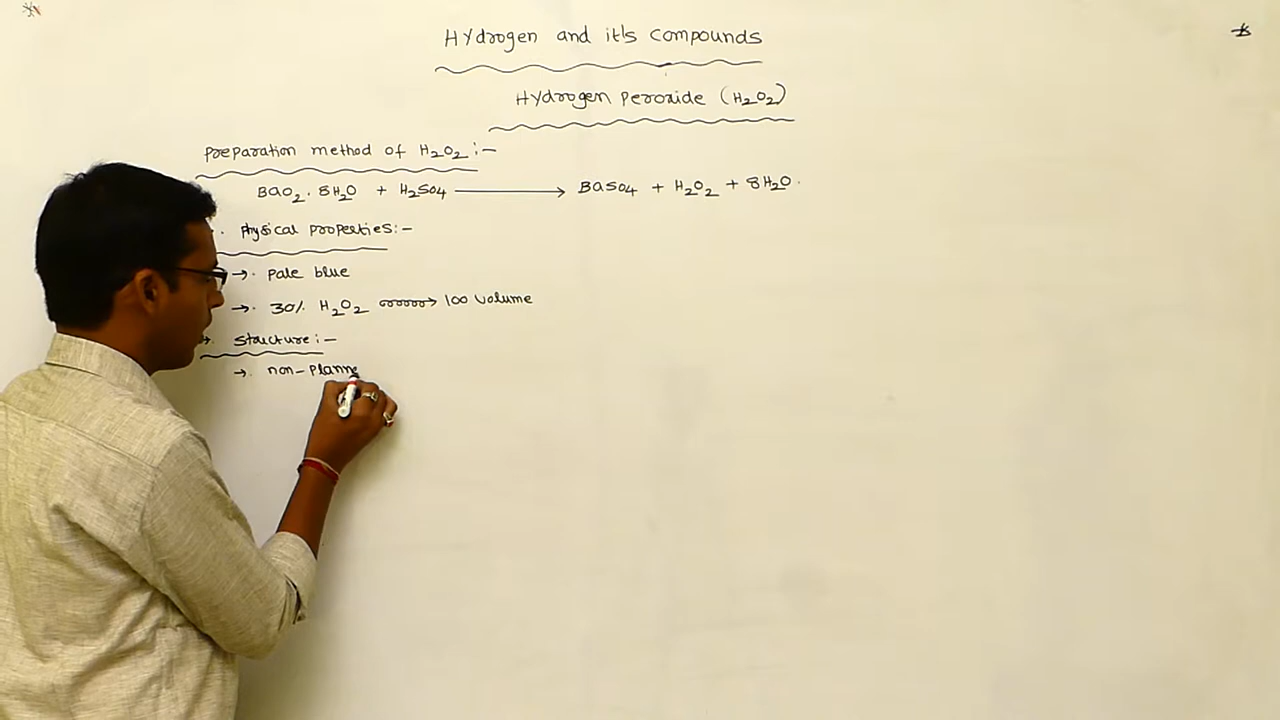 Hydrogen and it's compounds
Hydrogen peroxide (H₂O₂)
preparation method of H₂O₂ :-
BaO₂. 8H₂O + H₂SO₄ ⟶ BaSO₄ + H₂O₂ + 8H₂O.
physical properties:-
→. pale blue
→. 30% H₂O₂ → 100 volume
→. structure:-
→. non-planne